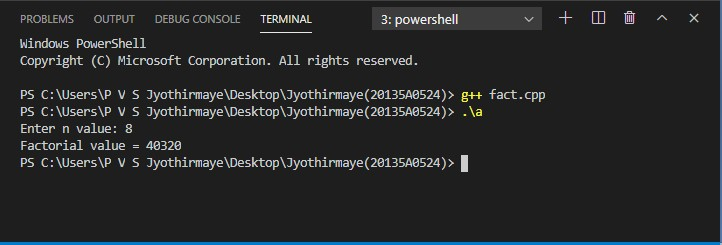 PROBLEMS OUTPUT DEBUG CONSOLE TERMINAL 3: powershell
Windows PowerShell
Copyright (C) Microsoft Corporation. All rights reserved.
PS C:\Users\P V S Jyothirmaye\Desktop\Jyothirmaye(20135A0524)> g++ fact.cpp
PS C:\Users\P V S Jyothirmaye\Desktop\Jyothirmaye(20135A0524)> .\a
Enter n value: 8
Factorial value = 40320
PS C:\Users\P V S Jyothirmaye\Desktop\Jyothirmaye(20135A0524)>